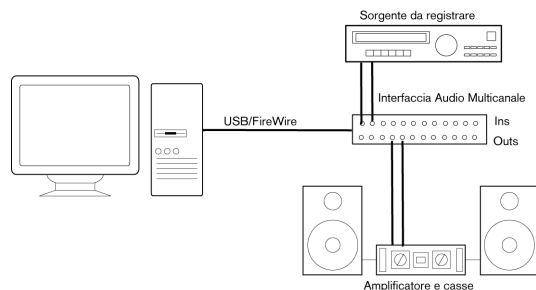 Sorgente da registrare
Interfaccia Audio Multicanale
USB/FireWire
Ins
Outs
Amplificatore e casse